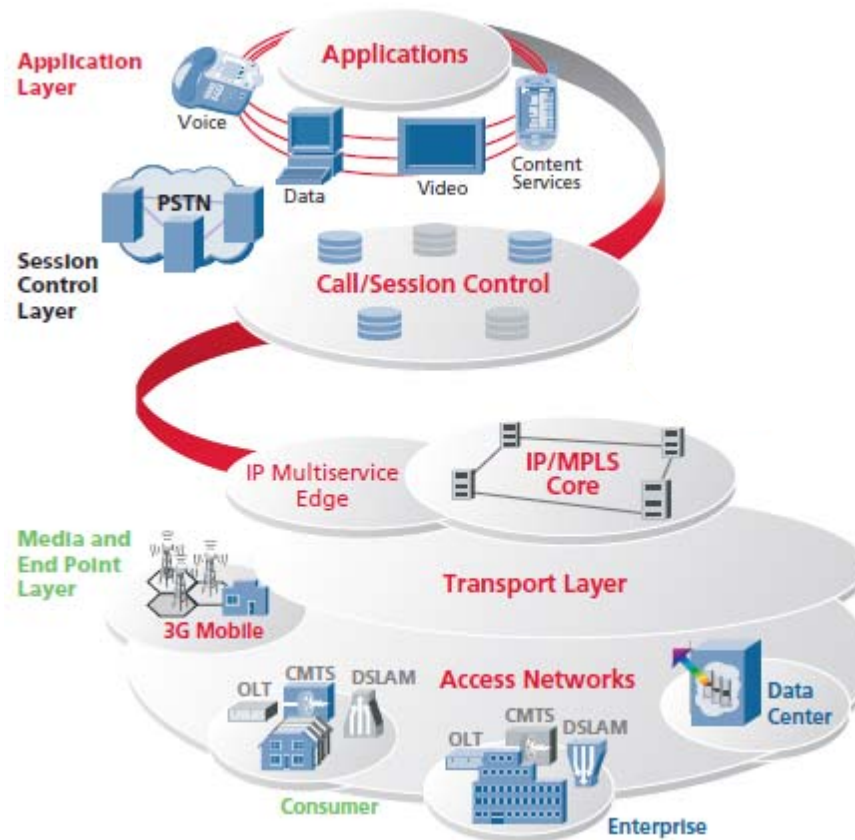 Applications
Application
Layer
Voice
Data
Video
Content
Services
PSTN
Session
Control
Layer
Call/Session Control
IP Multiservice
Edge
IP/MPLS
Core
Media and
End Point
Layer
Transport Layer
3G Mobile
Access Networks
OLT
CMTS
DSLAM
Consumer
OLT
CMTS
DSLAM
Enterprise
Data
Center